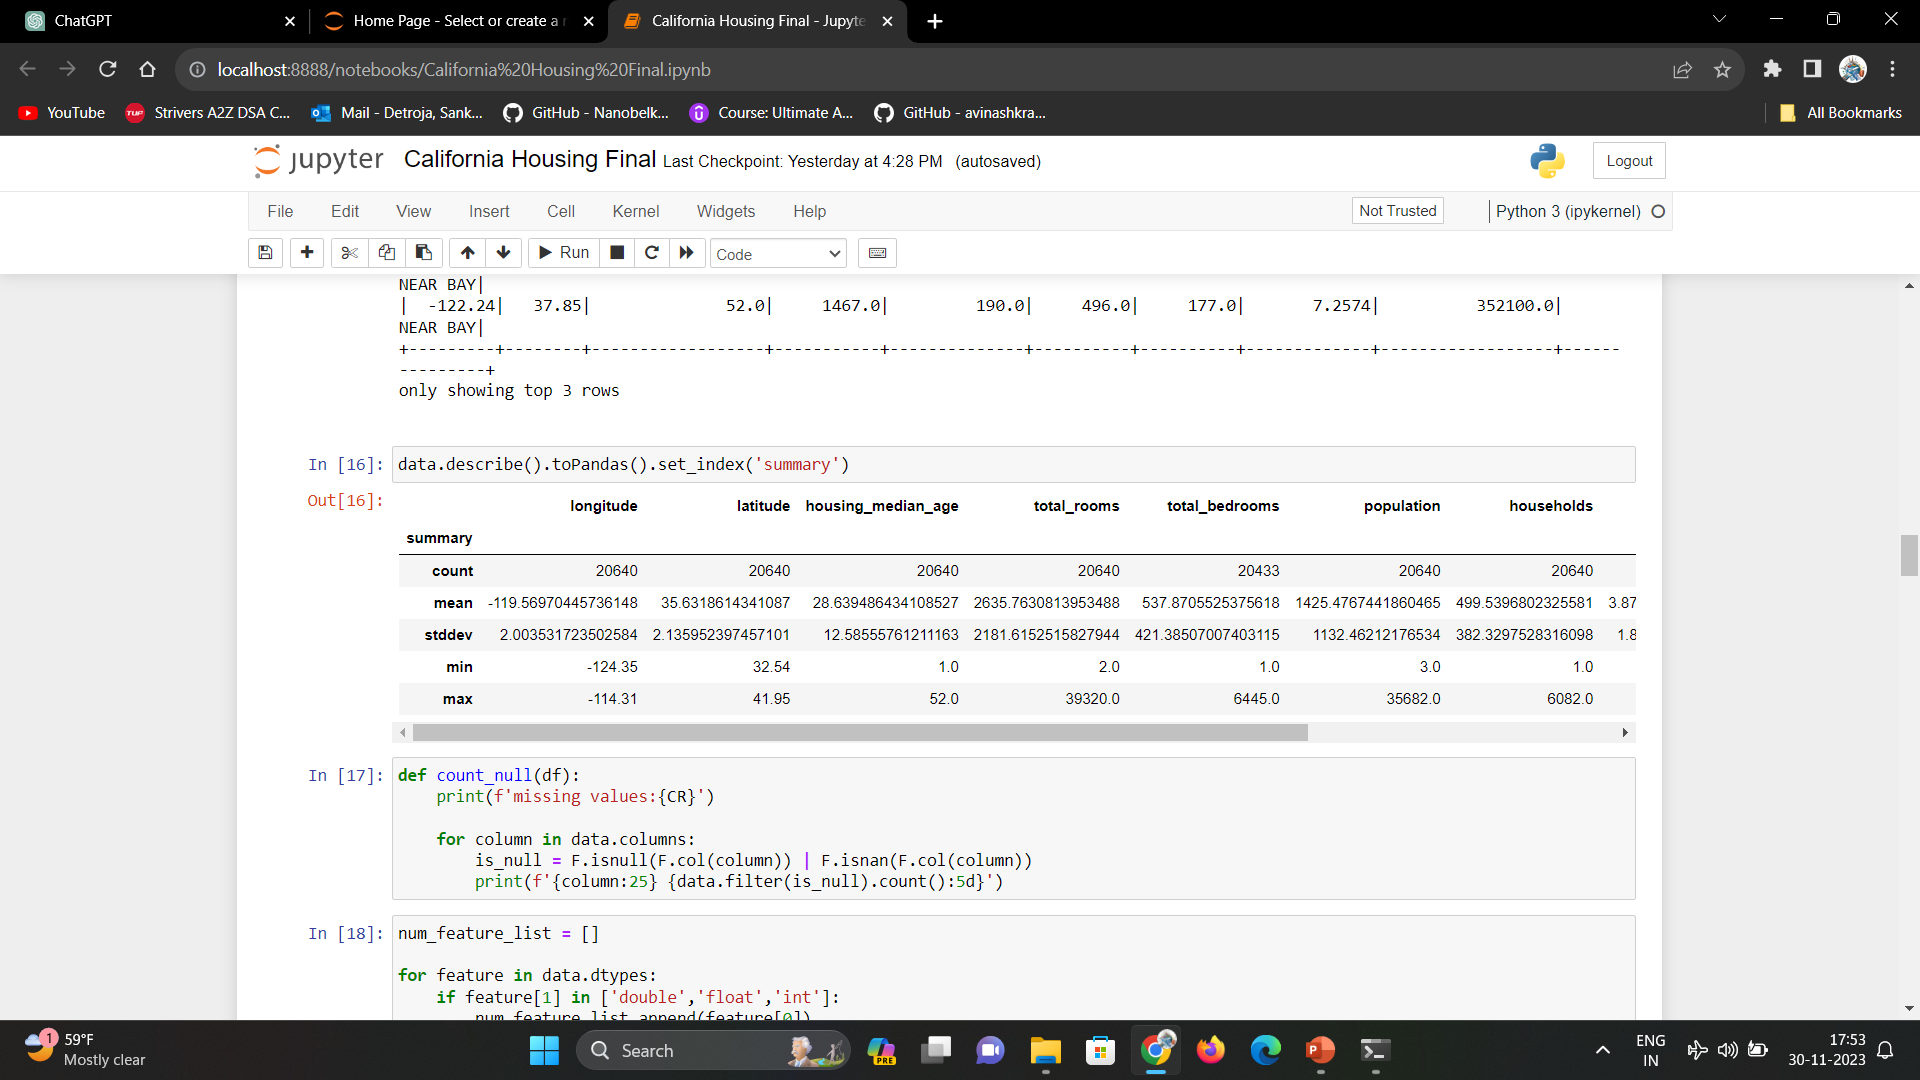 ChatGPT
Home Page - Select or create a n
California Housing Final - Jupyte
localhost:8888/notebooks/California%20Housing%20Final.ipynb
YouTube
Strivers A2Z DSA C...
Mail - Detroja, Sank...
GitHub - Nanobelk...
Course: Ultimate A...
GitHub - avinashkra...
All Bookmarks
jupyter California Housing Final Last Checkpoint: Yesterday at 4:28 PM (autosaved)
Logout
File Edit View Insert Cell Kernel Widgets Help
Not Trusted
Python 3 (ipykernel)
Run
Code
NEAR BAY|
|  -122.24|   37.85|              52.0|     1467.0|         190.0|     496.0|     177.0|       7.2574|          352100.0|
NEAR BAY|
+---------+--------+------------------+-----------+--------------+----------+----------+-------------+------------------+------
---------+
only showing top 3 rows
In [16]: data.describe().toPandas().set_index('summary')
Out[16]:
longitude latitude housing_median_age total_rooms total_bedrooms population households
summary
count 20640 20640 20640 20640 20433 20640 20640
mean -119.56970445736148 35.6318614341087 28.639486434108527 2635.7630813953488 537.8705525375618 1425.4767441860465 499.5396802325581 3.87
stddev 2.003531723502584 2.135952397457101 12.58555761211163 2181.6152515827944 421.38507007403115 1132.46212176534 382.3297528316098 1.8
min -124.35 32.54 1.0 2.0 1.0 3.0 1.0
max -114.31 41.95 52.0 39320.0 6445.0 35682.0 6082.0
In [17]: def count_null(df):
    print(f'missing values:{CR}')
    for column in data.columns:
        is_null = F.isnull(F.col(column)) | F.isnan(F.col(column))
        print(f'{column:25} {data.filter(is_null).count():5d}')
In [18]: num_feature_list = []
for feature in data.dtypes:
    if feature[1] in ['double','float','int']:
        num_feature_list.append(feature[0])
1
59°F
Mostly clear
Search
PRE
ENG
IN
17:53
30-11-2023